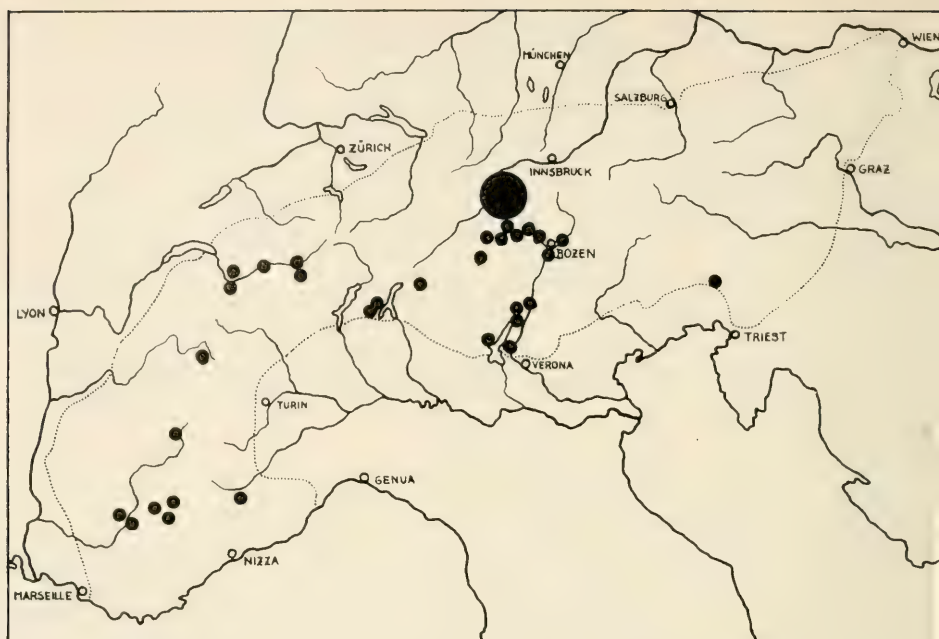 WIEN
MÜNCHEN
SALZBURG
ZÜRICH
INNSBRUCK
GRAZ
BOZEN
LYON
TRIEST
VERONA
TURIN
GENUA
NIZZA
MARSEILLE